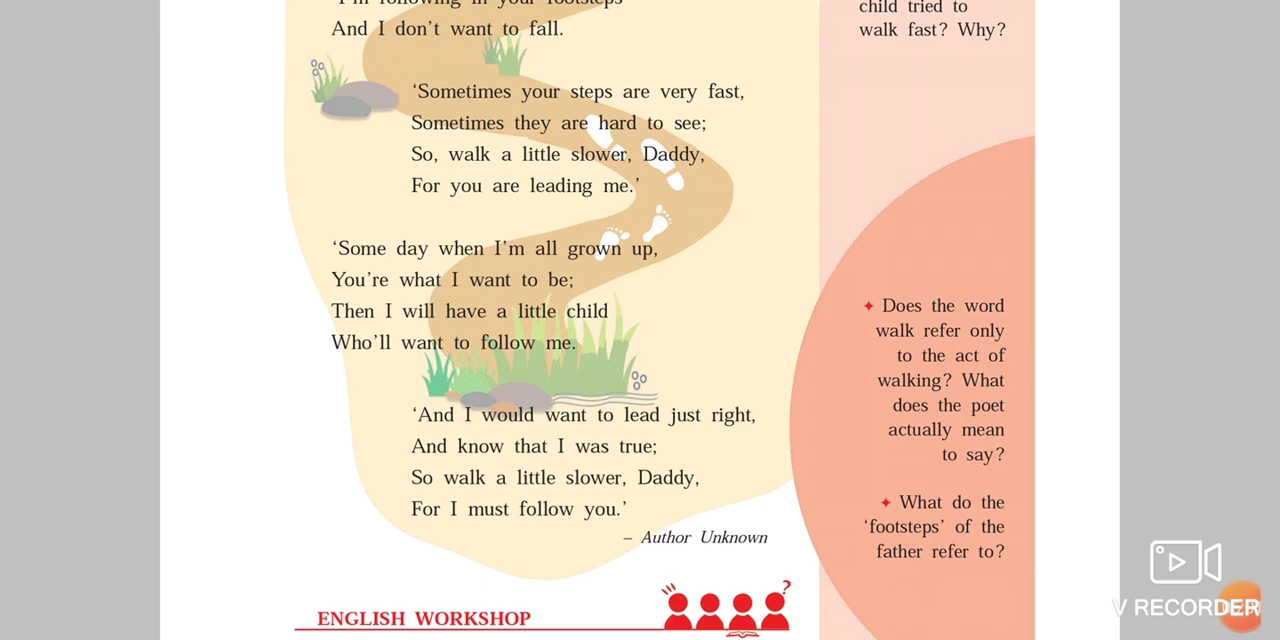 'I'm following in your footsteps
And I don't want to fall.
'Sometimes your steps are very fast,
Sometimes they are hard to see;
So, walk a little slower, Daddy,
For you are leading me.'
'Some day when I'm all grown up,
You're what I want to be;
Then I will have a little child
Who'll want to follow me.
'And I would want to lead just right,
And know that I was true;
So walk a little slower, Daddy,
For I must follow you.'
– Author Unknown
child tried to
walk fast? Why?
✦ Does the word
walk refer only
to the act of
walking? What
does the poet
actually mean
to say?
✦ What do the
'footsteps' of the
father refer to?
ENGLISH WORKSHOP
?
V RECORDER